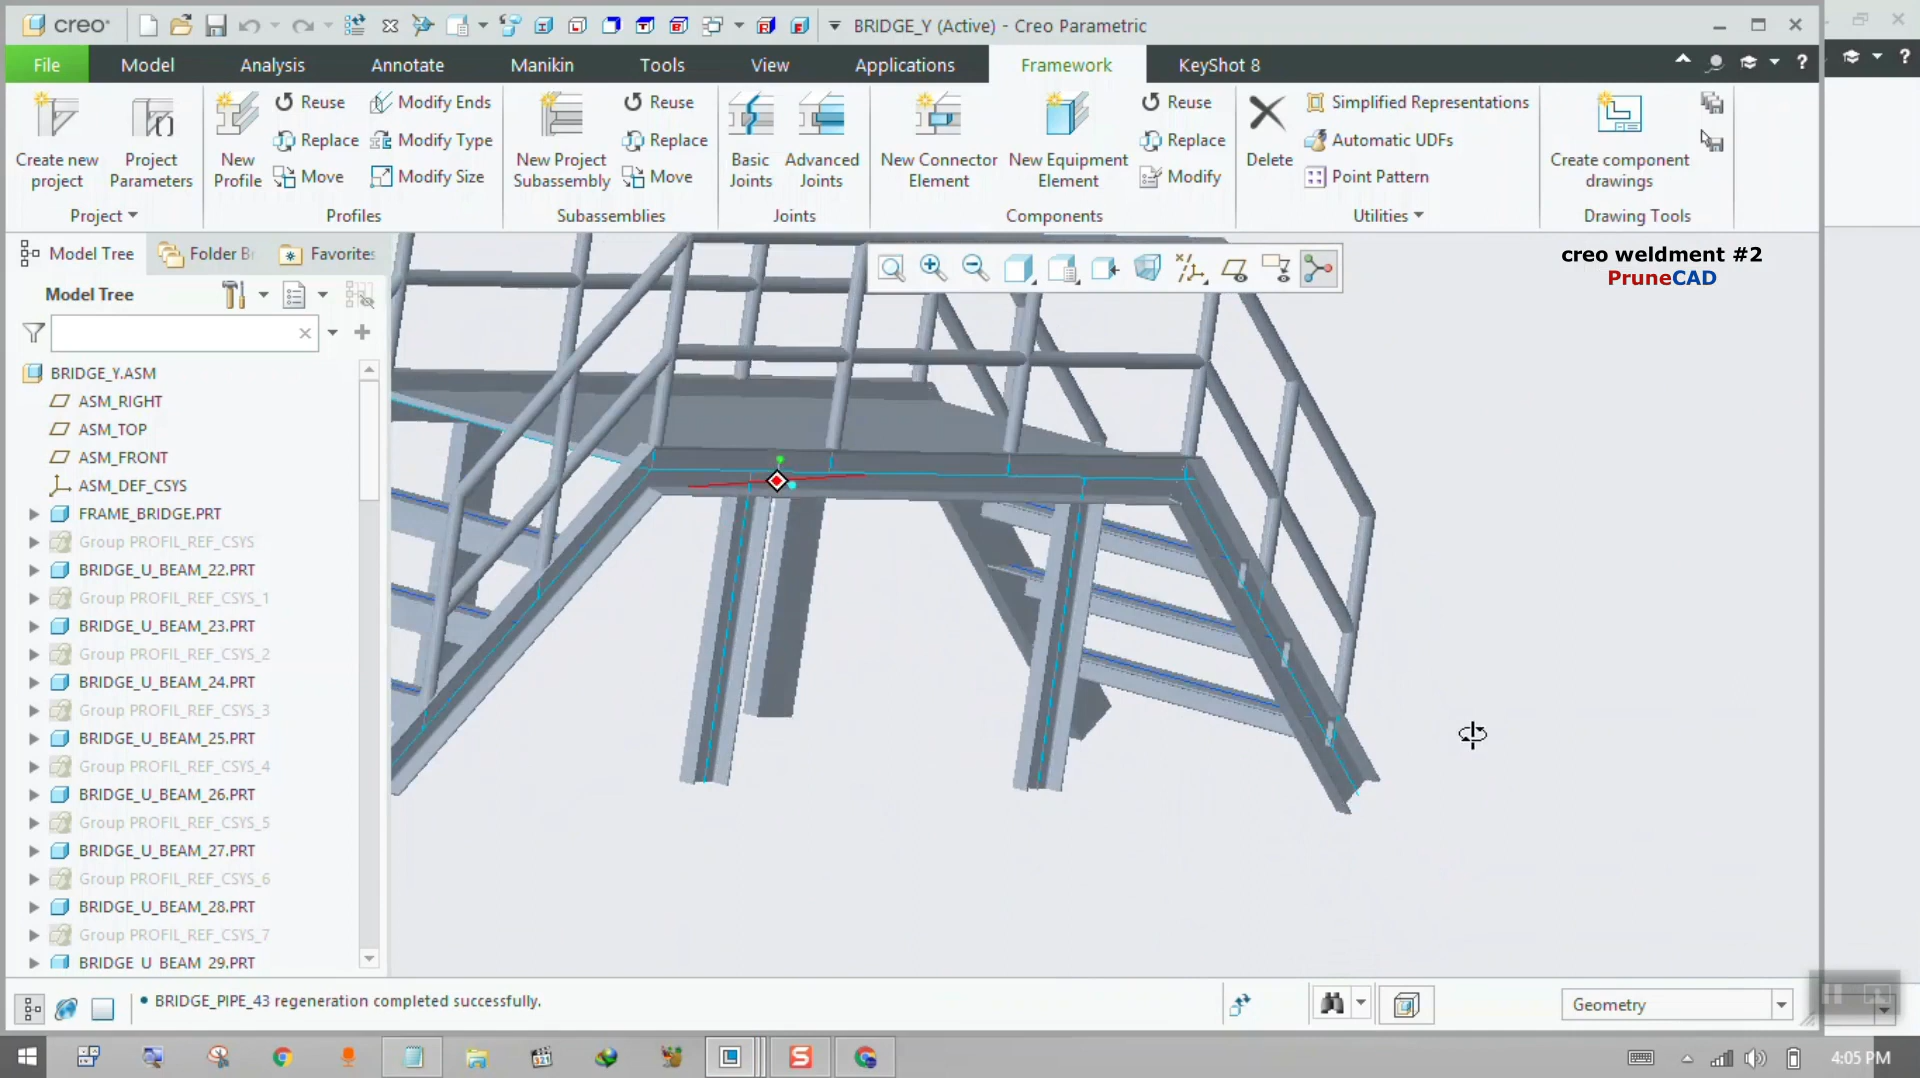 creo
BRIDGE_Y (Active) - Creo Parametric
File
Model
Analysis
Annotate
Manikin
Tools
View
Applications
Framework
KeyShot 8
Create new
project
Project
Parameters
Project
New
Profile
Reuse
Replace
Move
Modify Ends
Modify Type
Modify Size
Profiles
New Project
Subassembly
Reuse
Replace
Move
Subassemblies
Basic
Joints
Advanced
Joints
Joints
New Connector
Element
New Equipment
Element
Reuse
Replace
Modify
Components
Delete
Simplified Representations
Automatic UDFs
Point Pattern
Utilities
Create component
drawings
Drawing Tools
Model Tree
Folder Br
Favorites
creo weldment #2
PruneCAD
Model Tree
BRIDGE_Y.ASM
ASM_RIGHT
ASM_TOP
ASM_FRONT
ASM_DEF_CSYS
FRAME_BRIDGE.PRT
Group PROFIL_REF_CSYS
BRIDGE_U_BEAM_22.PRT
Group PROFIL_REF_CSYS_1
BRIDGE_U_BEAM_23.PRT
Group PROFIL_REF_CSYS_2
BRIDGE_U_BEAM_24.PRT
Group PROFIL_REF_CSYS_3
BRIDGE_U_BEAM_25.PRT
Group PROFIL_REF_CSYS_4
BRIDGE_U_BEAM_26.PRT
Group PROFIL_REF_CSYS_5
BRIDGE_U_BEAM_27.PRT
Group PROFIL_REF_CSYS_6
BRIDGE_U_BEAM_28.PRT
Group PROFIL_REF_CSYS_7
BRIDGE_U_BEAM_29.PRT
• BRIDGE_PIPE_43 regeneration completed successfully.
Geometry
4:05 PM